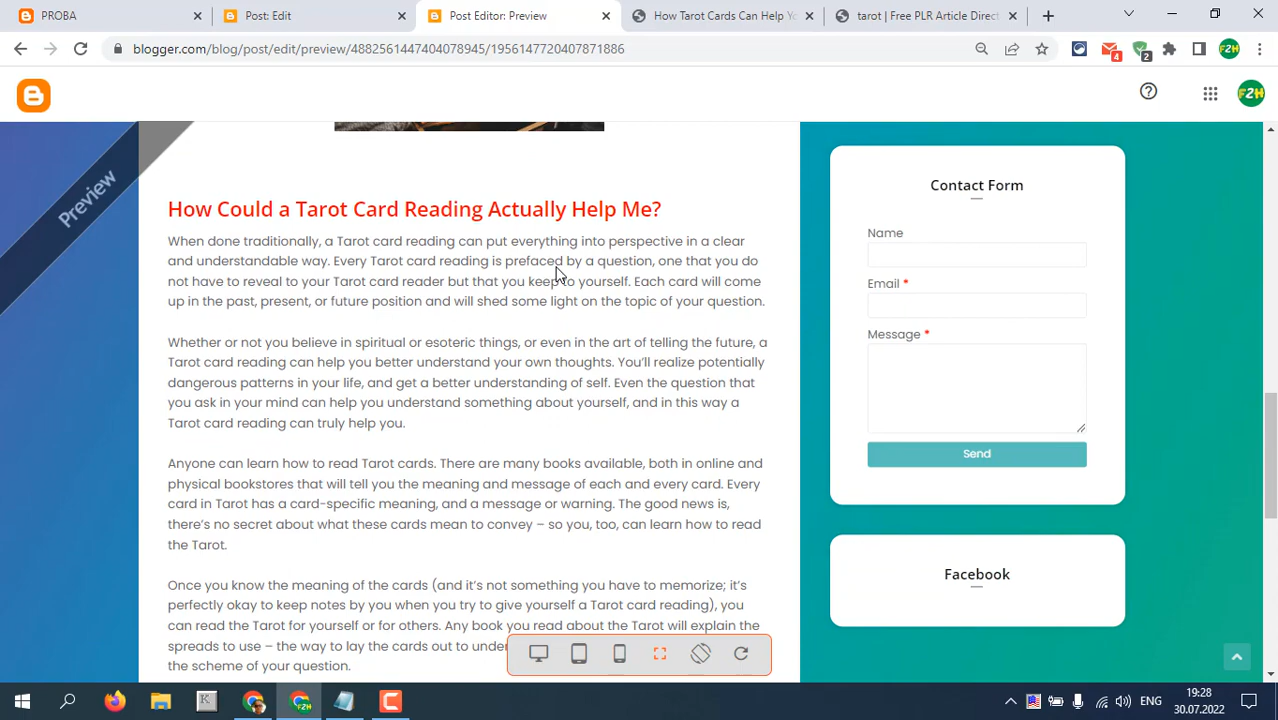 PROBA
Post: Edit
Post Editor: Preview
How Tarot Cards Can Help Yo
tarot | Free PLR Article Direct
blogger.com/blog/post/edit/preview/4882561447404078945/1956147720407871886
4
2
F2H
F2H
Preview
How Could a Tarot Card Reading Actually Help Me?
When done traditionally, a Tarot card reading can put everything into perspective in a clear
and understandable way. Every Tarot card reading is prefaced by a question, one that you do
not have to reveal to your Tarot card reader but that you keep to yourself. Each card will come
up in the past, present, or future position and will shed some light on the topic of your question.
Whether or not you believe in spiritual or esoteric things, or even in the art of telling the future, a
Tarot card reading can help you better understand your own thoughts. You'll realize potentially
dangerous patterns in your life, and get a better understanding of self. Even the question that
you ask in your mind can help you understand something about yourself, and in this way a
Tarot card reading can truly help you.
Anyone can learn how to read Tarot cards. There are many books available, both in online and
physical bookstores that will tell you the meaning and message of each and every card. Every
card in Tarot has a card-specific meaning, and a message or warning. The good news is,
there's no secret about what these cards mean to convey – so you, too, can learn how to read
the Tarot.
Once you know the meaning of the cards (and it's not something you have to memorize; it's
perfectly okay to keep notes by you when you try to give yourself a Tarot card reading), you
can read the Tarot for yourself or for others. Any book you read about the Tarot will explain the
spreads to use – the way to lay the cards out to under
the scheme of your question.
Contact Form
Name
Email *
Message *
Send
Facebook
ENG
19:28
30.07.2022